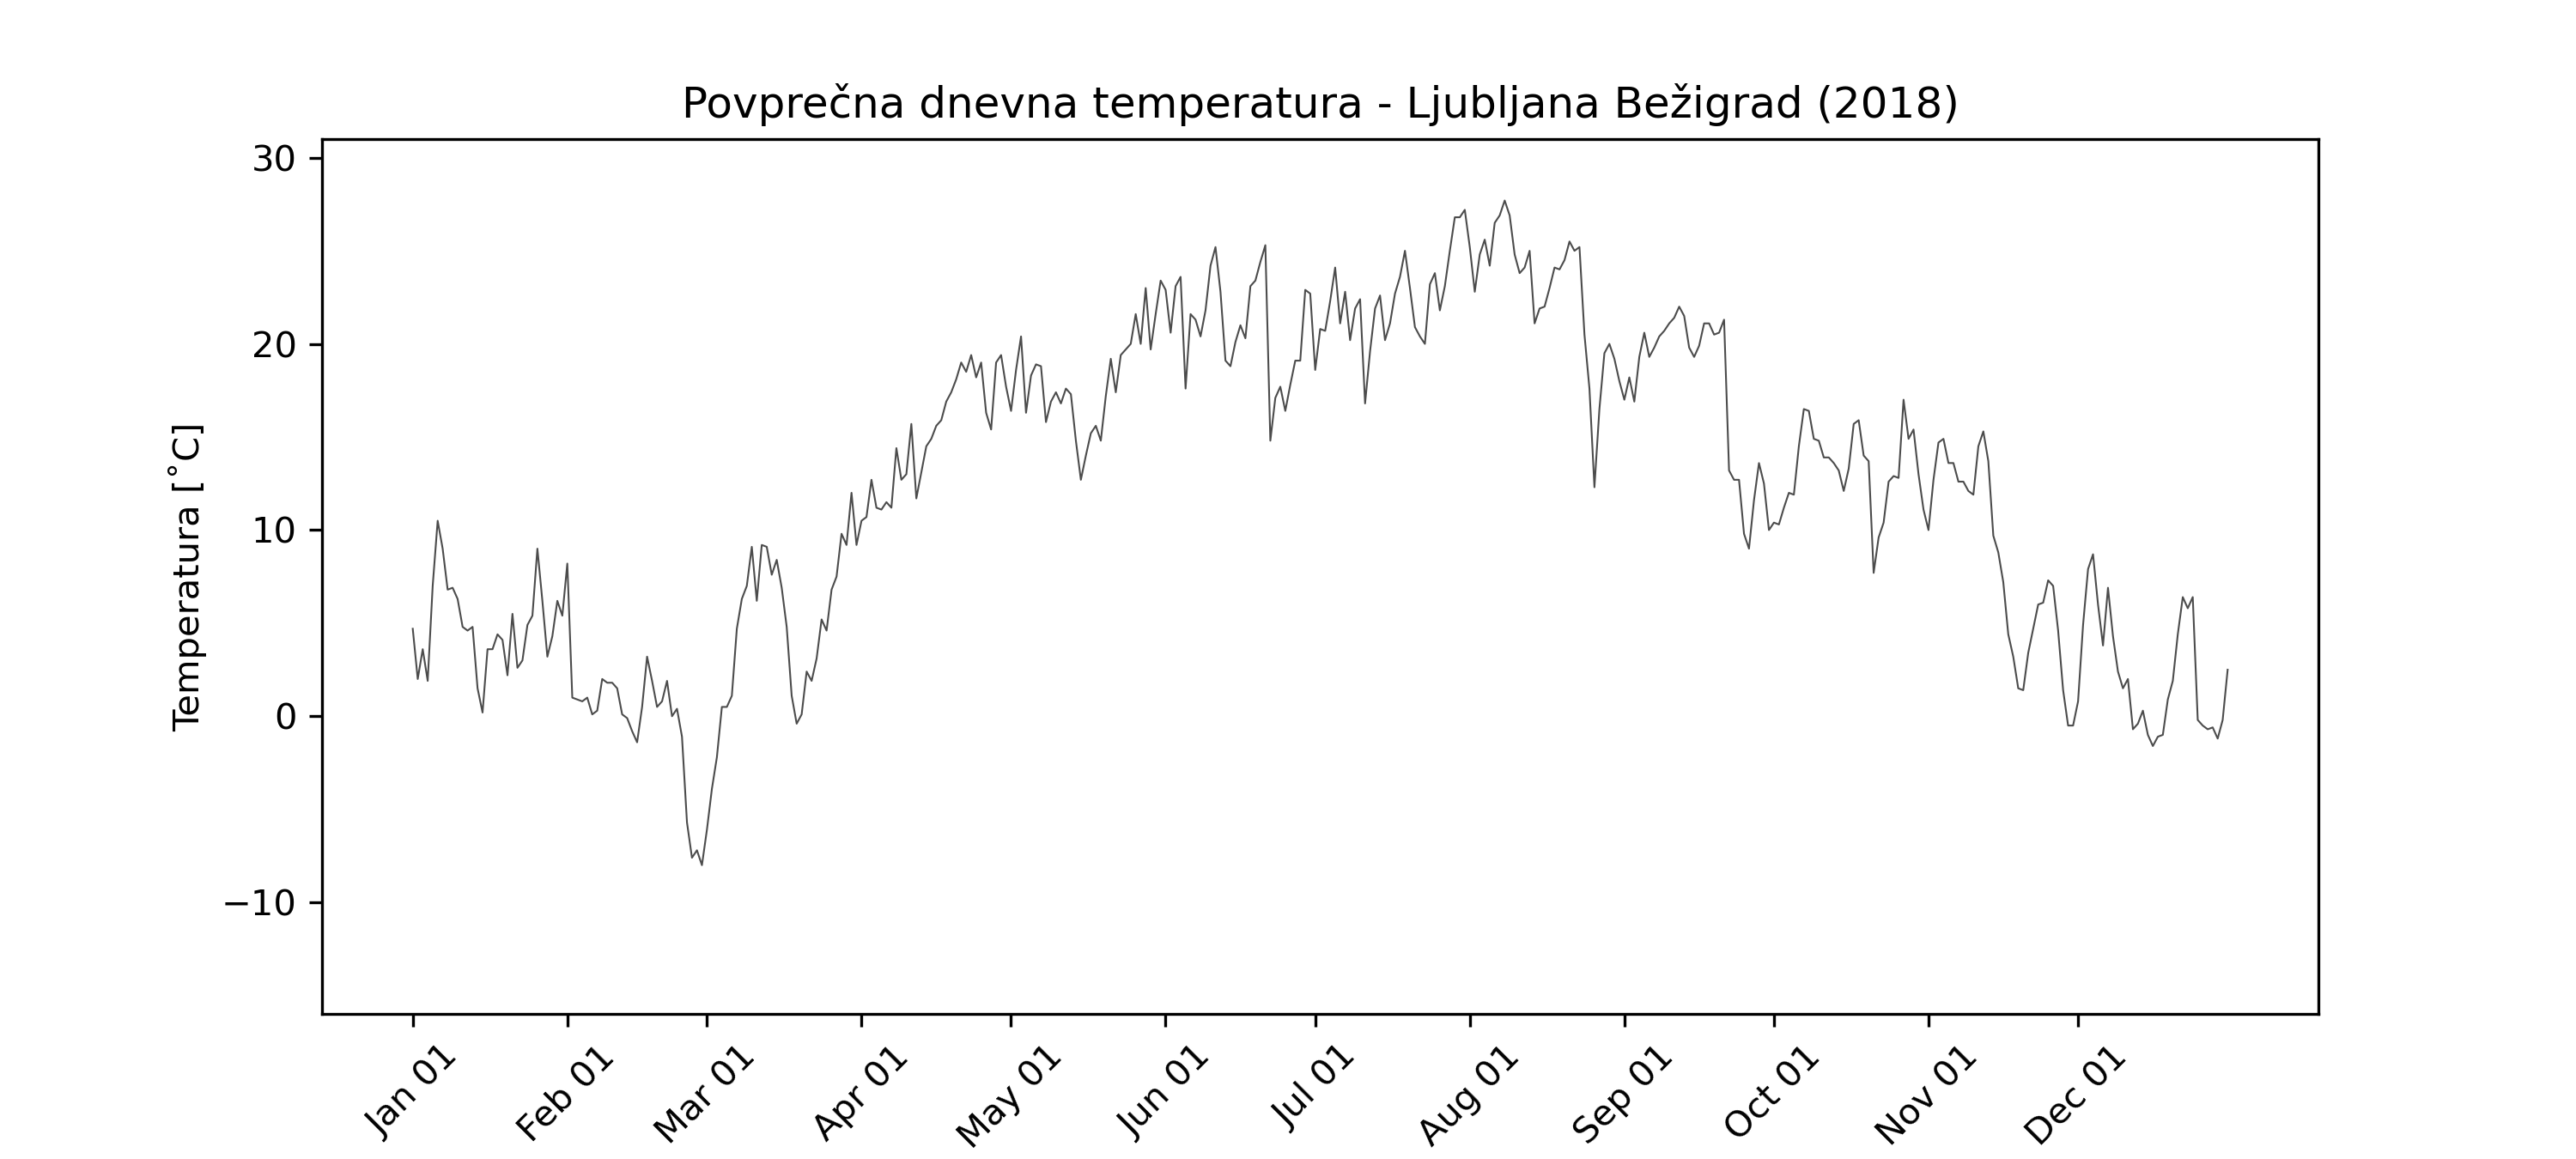 Povprečna dnevna temperatura - Ljubljana Bežigrad (2018)
Temperatura [˚C]
30
20
10
0
−10
Jan 01
Feb 01
Mar 01
Apr 01
May 01
Jun 01
Jul 01
Aug 01
Sep 01
Oct 01
Nov 01
Dec 01